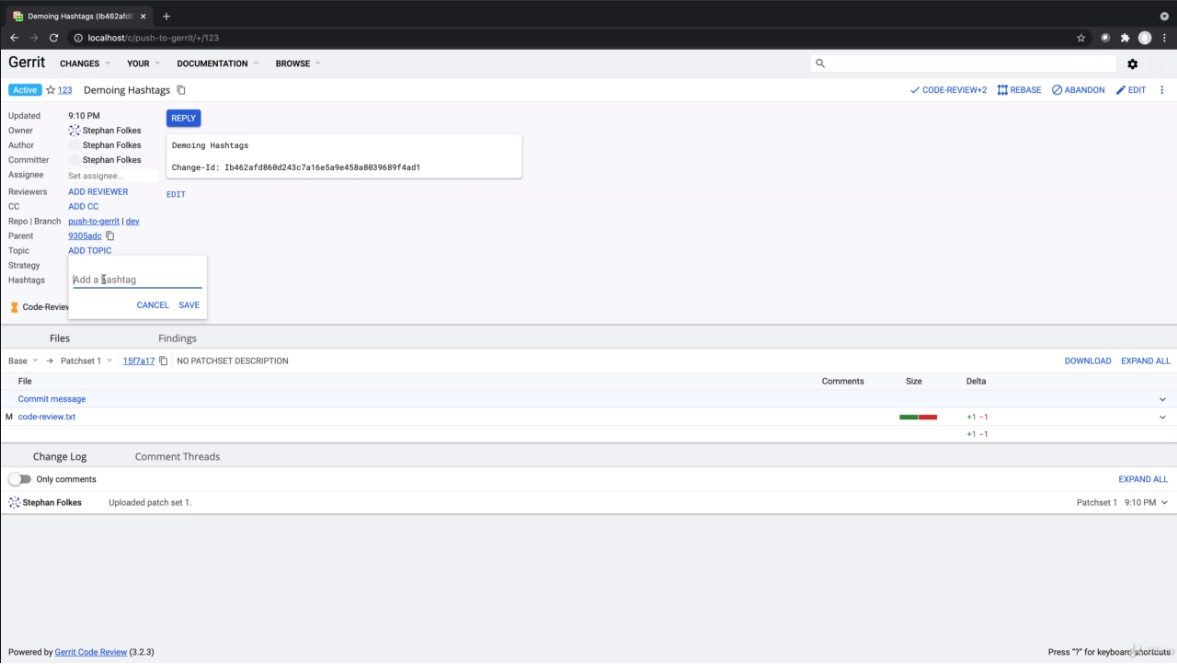 Demoing Hashtags (Ib462afd8
localhost/c/push-to-gerrit/+/123
Gerrit CHANGES YOUR DOCUMENTATION BROWSE
Active 123 Demoing Hashtags CODE-REVIEW+2 REBASE ABANDON EDIT
Updated 9:10 PM REPLY
Owner Stephan Folkes
Author Stephan Folkes Demoing Hashtags
Committer Stephan Folkes
Change-Id: Ib462afd860d243c7a16e5a9e458a8039689f4ad1
Assignee Set assignee...
Reviewers ADD REVIEWER EDIT
CC ADD CC
Repo | Branch push-to-gerrit | dev
Parent 9305adc
Topic ADD TOPIC
Strategy
Hashtags Add a hashtag
Code-Review CANCEL SAVE
Files Findings
Base → Patchset 1 15f7a17 NO PATCHSET DESCRIPTION DOWNLOAD EXPAND ALL
File Comments Size Delta
Commit message
M code-review.txt +1 −1
+1 −1
Change Log Comment Threads
Only comments EXPAND ALL
Stephan Folkes Uploaded patch set 1. Patchset 1 9:10 PM
Powered by Gerrit Code Review (3.2.3) Press "?" for keyboard shortcuts